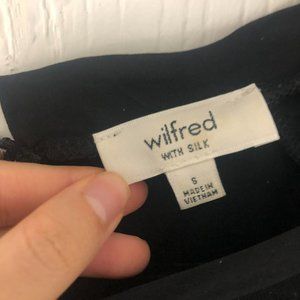 wilfred
WITH SILK
S
MADE IN
VIETNAM